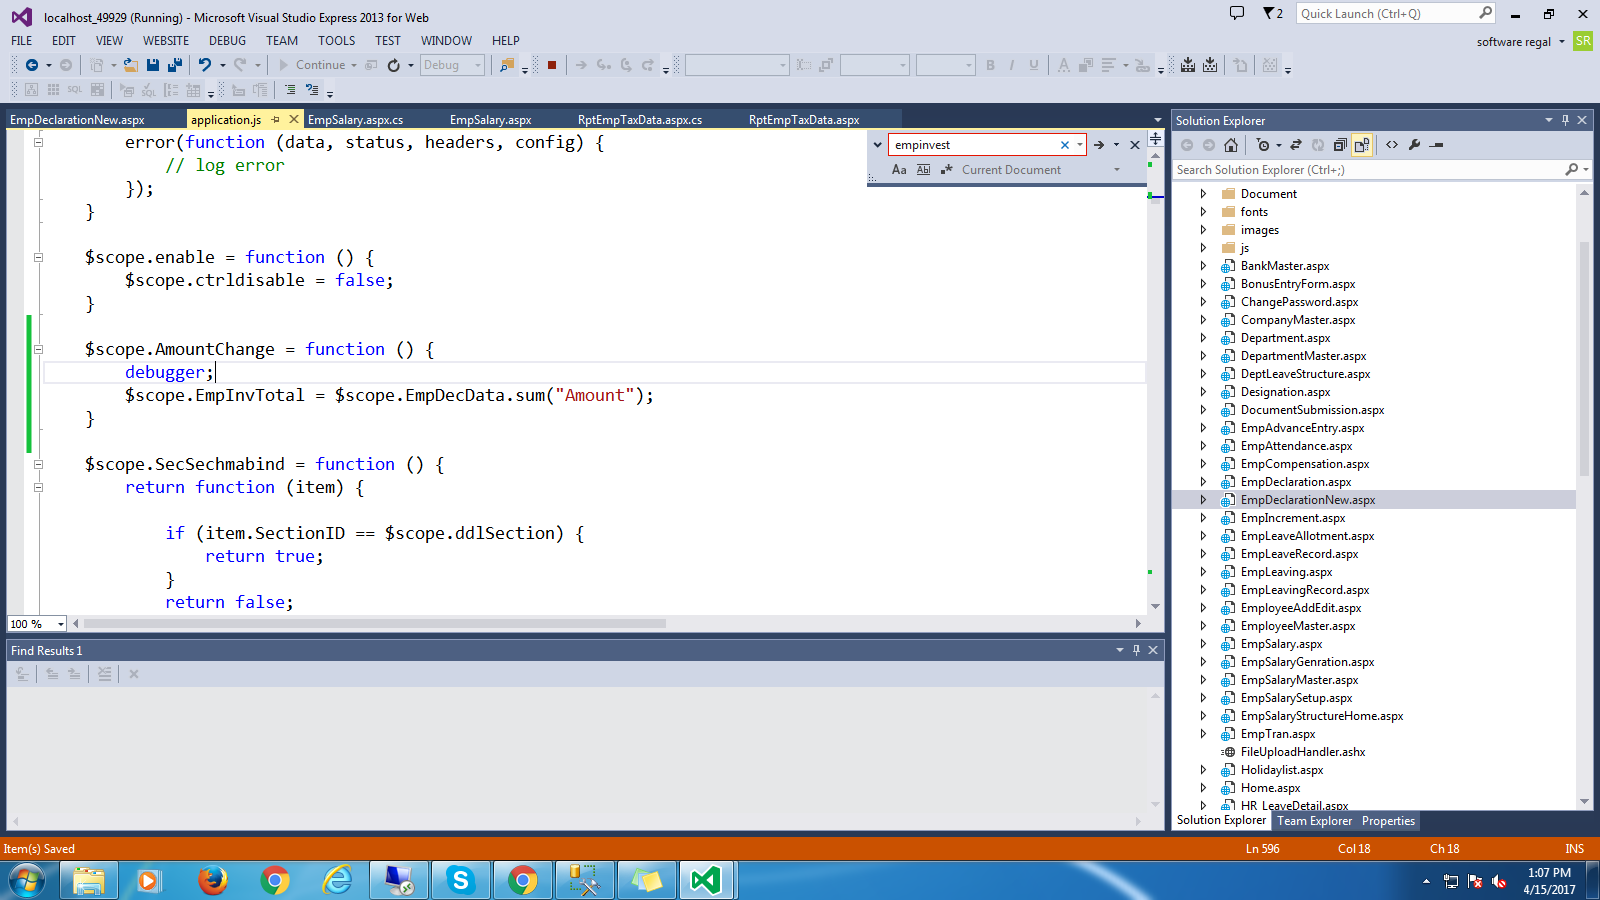 localhost_49929 (Running) - Microsoft Visual Studio Express 2013 for Web
2
Quick Launch (Ctrl+Q)
FILE EDIT VIEW WEBSITE DEBUG TEAM TOOLS TEST WINDOW HELP
software regal
SR
Continue
Debug
B I U A
SQL SQL
EmpDeclarationNew.aspx application.js EmpSalary.aspx.cs EmpSalary.aspx RptEmpTaxData.aspx.cs RptEmpTaxData.aspx
empinvest
Aa Ab Current Document
error(function (data, status, headers, config) {
// log error
});
}
$scope.enable = function () {
$scope.ctrldisable = false;
}
$scope.AmountChange = function () {
debugger;
$scope.EmpInvTotal = $scope.EmpDecData.sum("Amount");
}
$scope.SecSechmabind = function () {
return function (item) {
if (item.SectionID == $scope.ddlSection) {
return true;
}
return false;
100 %
Find Results 1
Solution Explorer
Search Solution Explorer (Ctrl+;)
Document
fonts
images
js
BankMaster.aspx
BonusEntryForm.aspx
ChangePassword.aspx
CompanyMaster.aspx
Department.aspx
DepartmentMaster.aspx
DeptLeaveStructure.aspx
Designation.aspx
DocumentSubmission.aspx
EmpAdvanceEntry.aspx
EmpAttendance.aspx
EmpCompensation.aspx
EmpDeclaration.aspx
EmpDeclarationNew.aspx
EmpIncrement.aspx
EmpLeaveAllotment.aspx
EmpLeaveRecord.aspx
EmpLeaving.aspx
EmpLeavingRecord.aspx
EmployeeAddEdit.aspx
EmployeeMaster.aspx
EmpSalary.aspx
EmpSalaryGenration.aspx
EmpSalaryMaster.aspx
EmpSalarySetup.aspx
EmpSalaryStructureHome.aspx
EmpTran.aspx
FileUploadHandler.ashx
Holidaylist.aspx
Home.aspx
HR_LeaveDetail.aspx
Solution Explorer Team Explorer Properties
Item(s) Saved
Ln 596 Col 18 Ch 18 INS
1:07 PM
4/15/2017